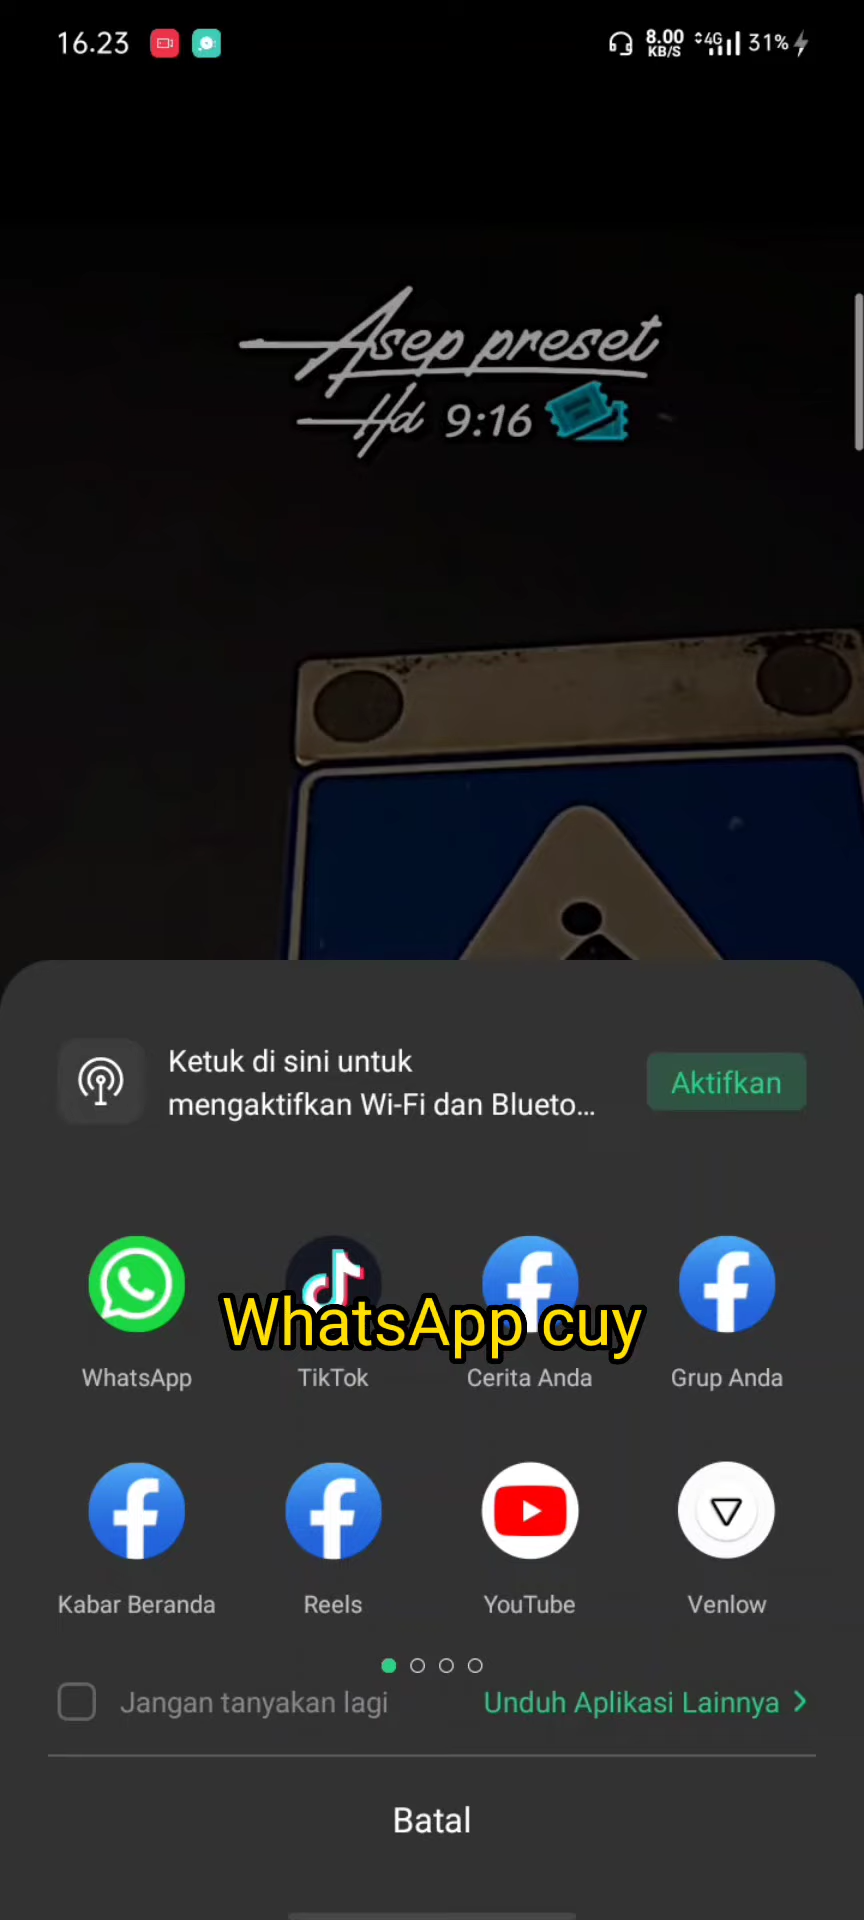 16.23
8.00
KB/S
4G
31%
Asep preset
Hd 9:16
Ketuk di sini untuk
mengaktifkan Wi-Fi dan Blueto...
Aktifkan
WhatsApp cuy
WhatsApp
TikTok
Cerita Anda
Grup Anda
Kabar Beranda
Reels
YouTube
Venlow
Jangan tanyakan lagi
Unduh Aplikasi Lainnya
Batal